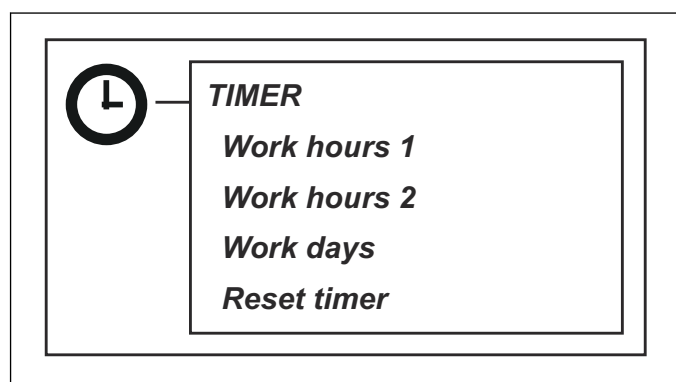 TIMER
Work hours 1
Work hours 2
Work days
Reset timer